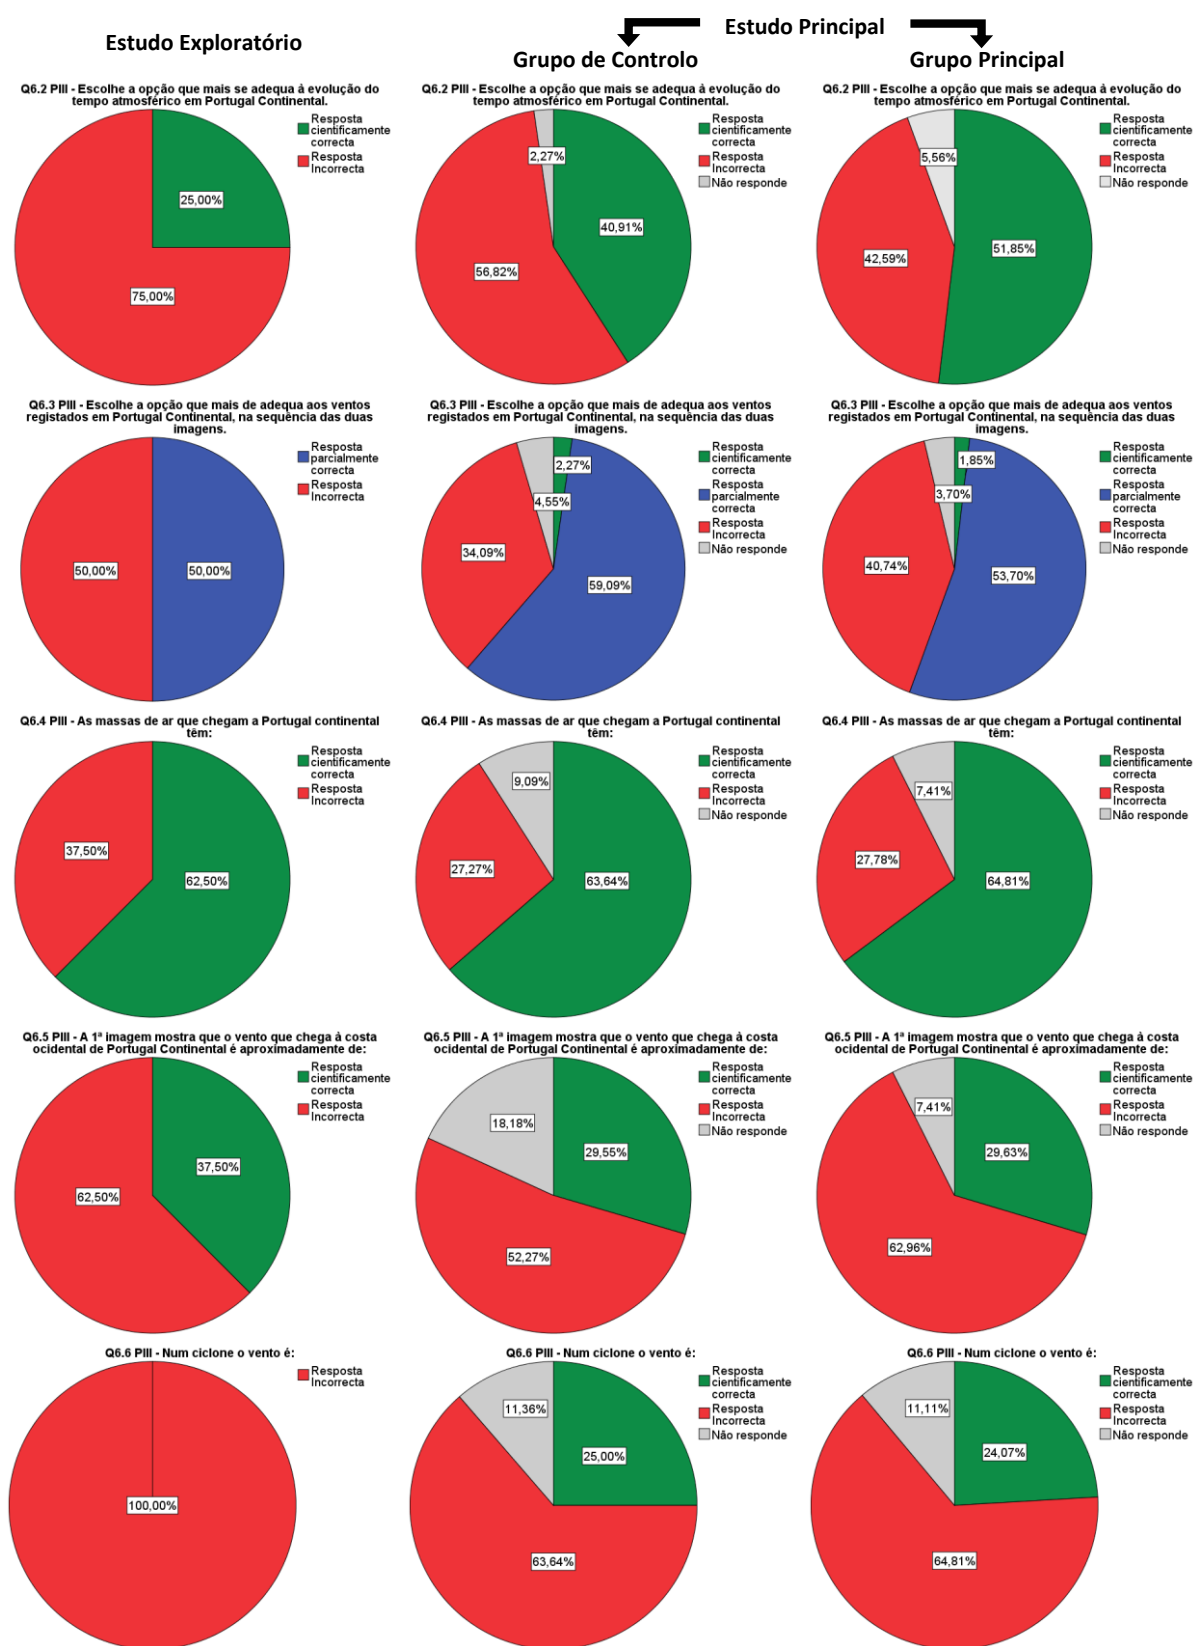 Estudo Exploratório
Estudo Principal
Grupo de Controlo
Grupo Principal
Q6.2 PIII - Escolhe a opção que mais se adequa à evolução do
tempo atmosférico em Portugal Continental.
Resposta
cientificamente
correcta
Resposta
Incorrecta
25,00%
75,00%
Q6.2 PIII - Escolhe a opção que mais se adequa à evolução do
tempo atmosférico em Portugal Continental.
Resposta
cientificamente
correcta
Resposta
Incorrecta
Não responde
2,27%
40,91%
56,82%
Q6.2 PIII - Escolhe a opção que mais se adequa à evolução do
tempo atmosférico em Portugal Continental.
Resposta
cientificamente
correcta
Resposta
Incorrecta
Não responde
5,56%
51,85%
42,59%
Q6.3 PIII - Escolhe a opção que mais de adequa aos ventos
registados em Portugal Continental, na sequência das duas
imagens.
Resposta
parcialmente
correcta
Resposta
Incorrecta
50,00%
50,00%
Q6.3 PIII - Escolhe a opção que mais de adequa aos ventos
registados em Portugal Continental, na sequência das duas
imagens.
Resposta
cientificamente
correcta
Resposta
parcialmente
correcta
Resposta
Incorrecta
Não responde
2,27%
4,55%
34,09%
59,09%
Q6.3 PIII - Escolhe a opção que mais de adequa aos ventos
registados em Portugal Continental, na sequência das duas
imagens.
Resposta
cientificamente
correcta
Resposta
parcialmente
correcta
Resposta
Incorrecta
Não responde
1,85%
3,70%
40,74%
53,70%
Q6.4 PIII - As massas de ar que chegam a Portugal continental
têm:
Resposta
cientificamente
correcta
Resposta
Incorrecta
37,50%
62,50%
Q6.4 PIII - As massas de ar que chegam a Portugal continental
têm:
Resposta
cientificamente
correcta
Resposta
Incorrecta
Não responde
9,09%
27,27%
63,64%
Q6.4 PIII - As massas de ar que chegam a Portugal continental
têm:
Resposta
cientificamente
correcta
Resposta
Incorrecta
Não responde
7,41%
27,78%
64,81%
Q6.5 PIII - A 1ª imagem mostra que o vento que chega à costa
ocidental de Portugal Continental é aproximadamente de:
Resposta
cientificamente
correcta
Resposta
Incorrecta
37,50%
62,50%
Q6.5 PIII - A 1ª imagem mostra que o vento que chega à costa
ocidental de Portugal Continental é aproximadamente de:
Resposta
cientificamente
correcta
Resposta
Incorrecta
Não responde
18,18%
29,55%
52,27%
Q6.5 PIII - A 1ª imagem mostra que o vento que chega à costa
ocidental de Portugal Continental é aproximadamente de:
Resposta
cientificamente
correcta
Resposta
Incorrecta
Não responde
7,41%
29,63%
62,96%
Q6.6 PIII - Num ciclone o vento é:
Resposta
Incorrecta
100,00%
Q6.6 PIII - Num ciclone o vento é:
Resposta
cientificamente
correcta
Resposta
Incorrecta
Não responde
11,36%
25,00%
63,64%
Q6.6 PIII - Num ciclone o vento é:
Resposta
cientificamente
correcta
Resposta
Incorrecta
Não responde
11,11%
24,07%
64,81%